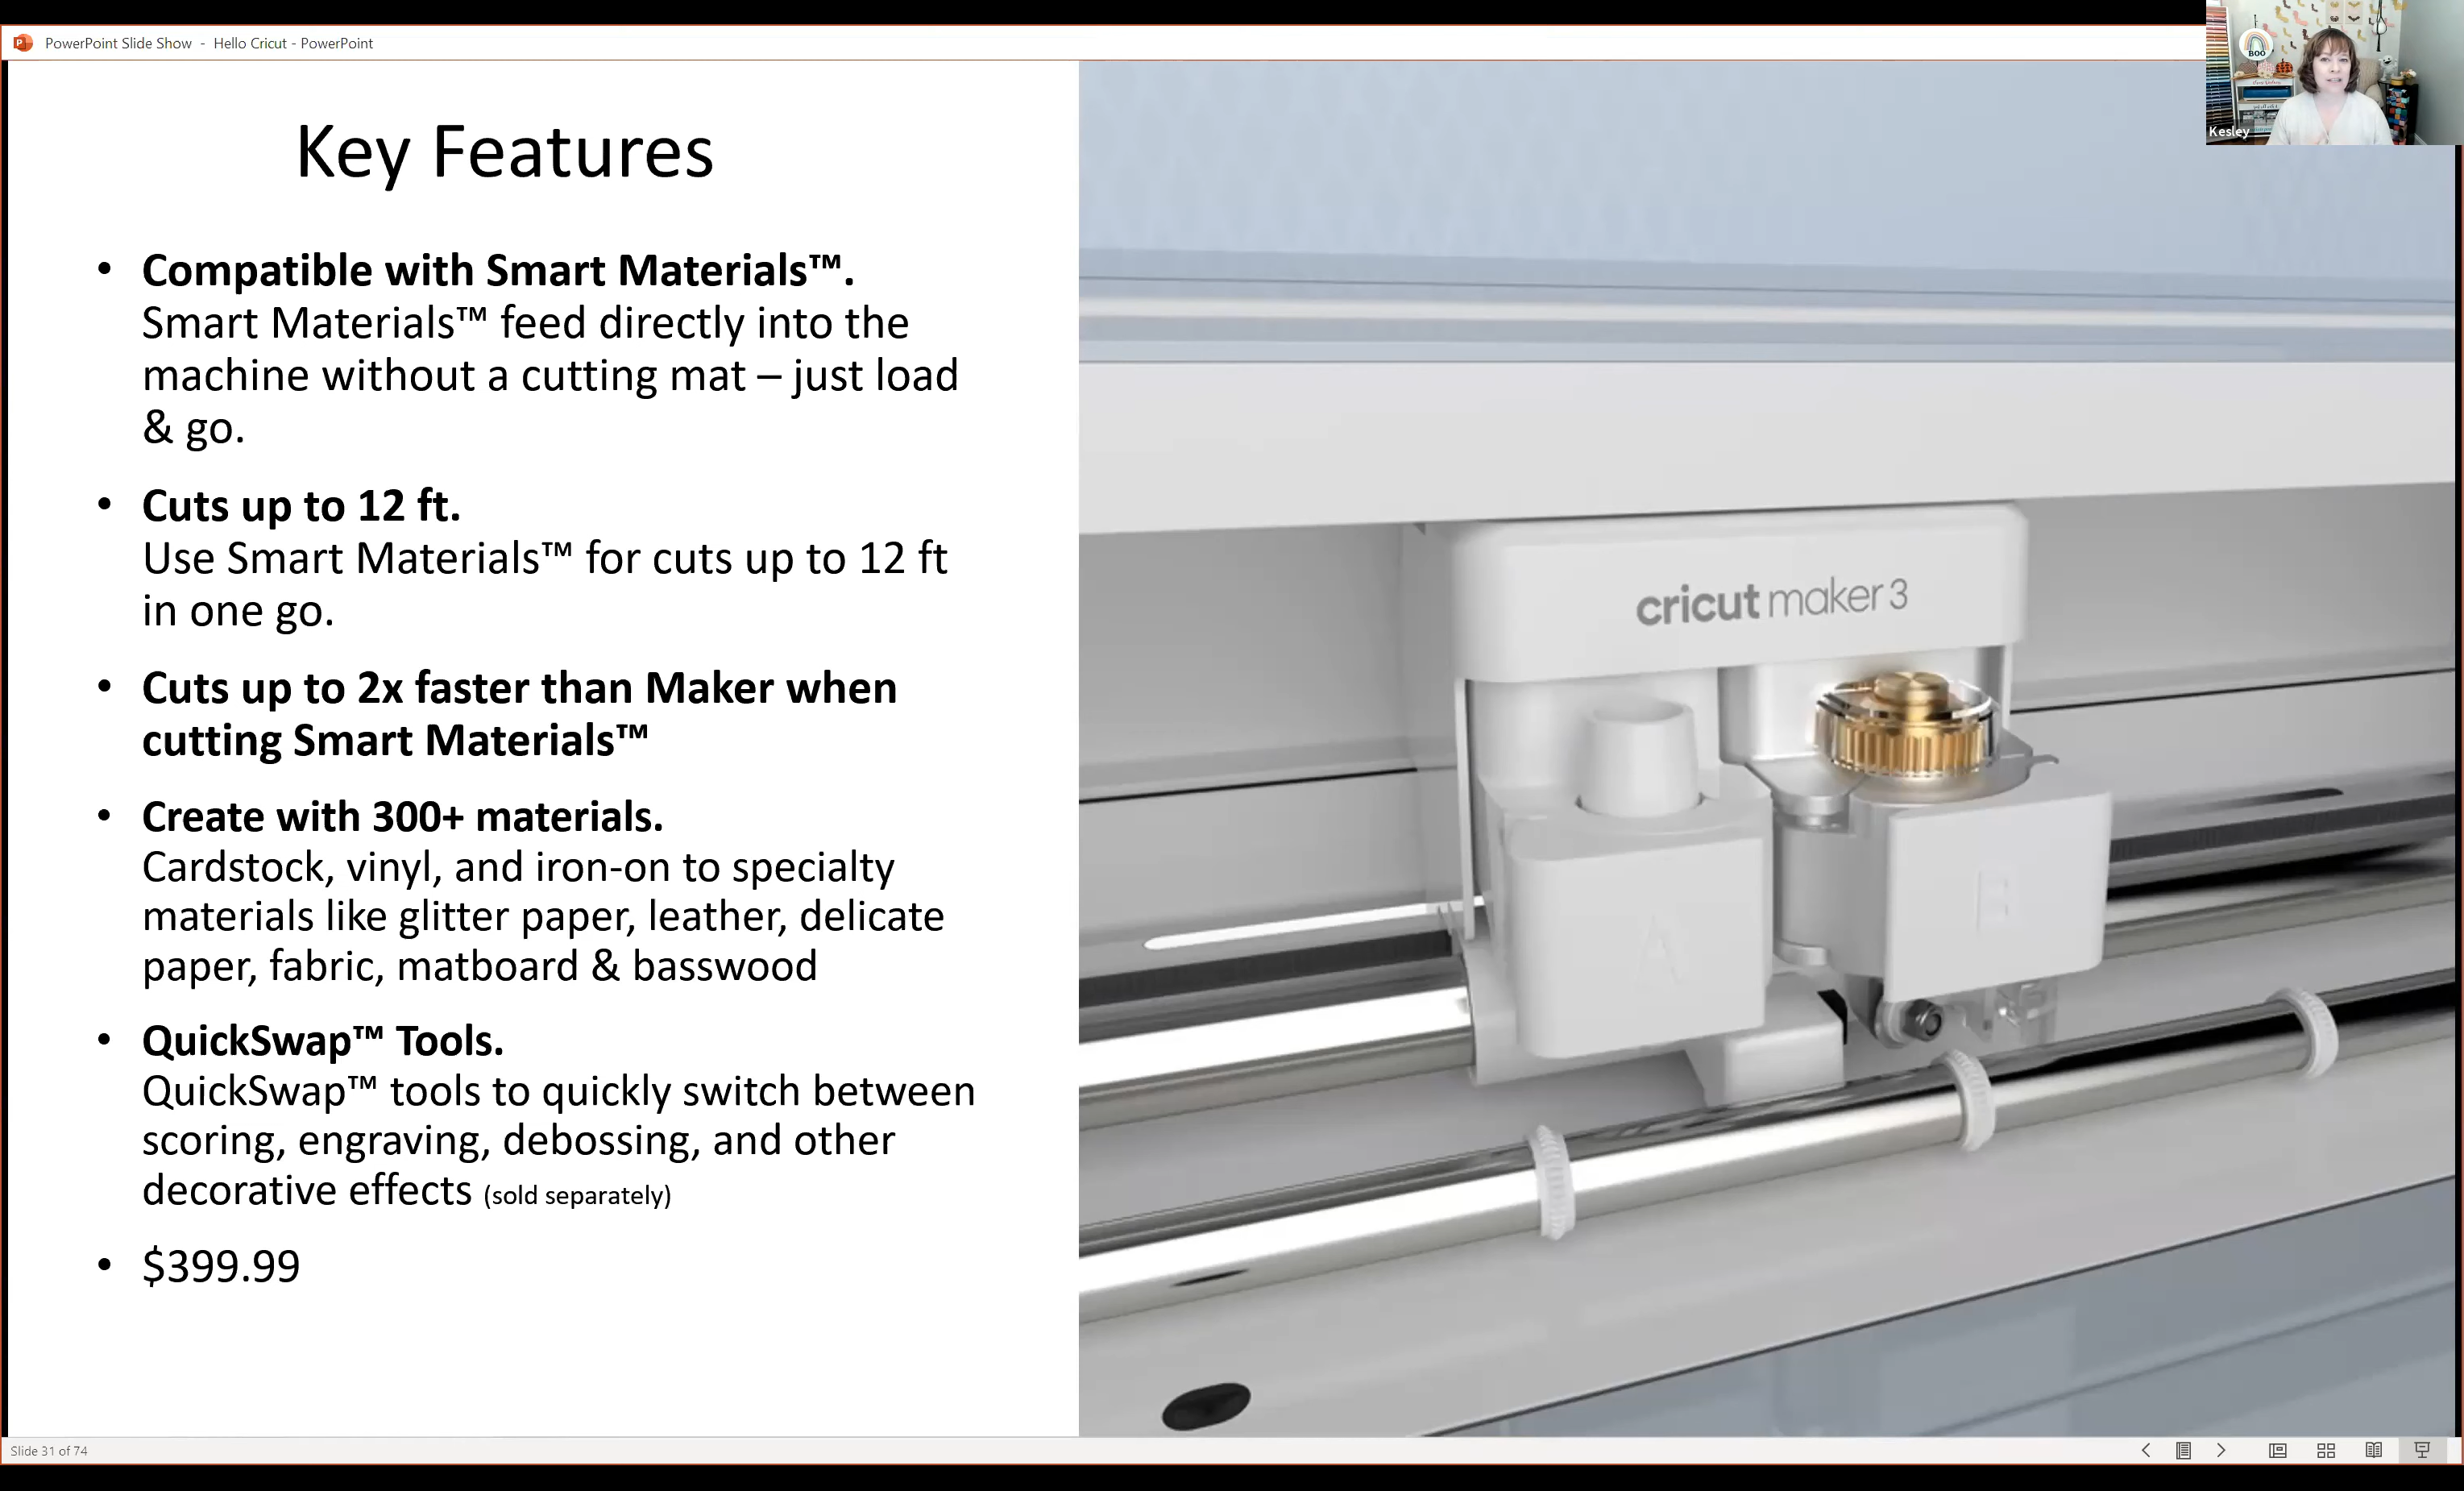 PowerPoint Slide Show - Hello Cricut - PowerPoint
BOO
Kesley
Key Features
• Compatible with Smart Materials™.
Smart Materials™ feed directly into the
machine without a cutting mat – just load
& go.
• Cuts up to 12 ft.
Use Smart Materials™ for cuts up to 12 ft
in one go.
• Cuts up to 2x faster than Maker when
cutting Smart Materials™
• Create with 300+ materials.
Cardstock, vinyl, and iron-on to specialty
materials like glitter paper, leather, delicate
paper, fabric, matboard & basswood
• QuickSwap™ Tools.
QuickSwap™ tools to quickly switch between
scoring, engraving, debossing, and other
decorative effects (sold separately)
• $399.99
cricut maker 3
A
B
Slide 31 of 74